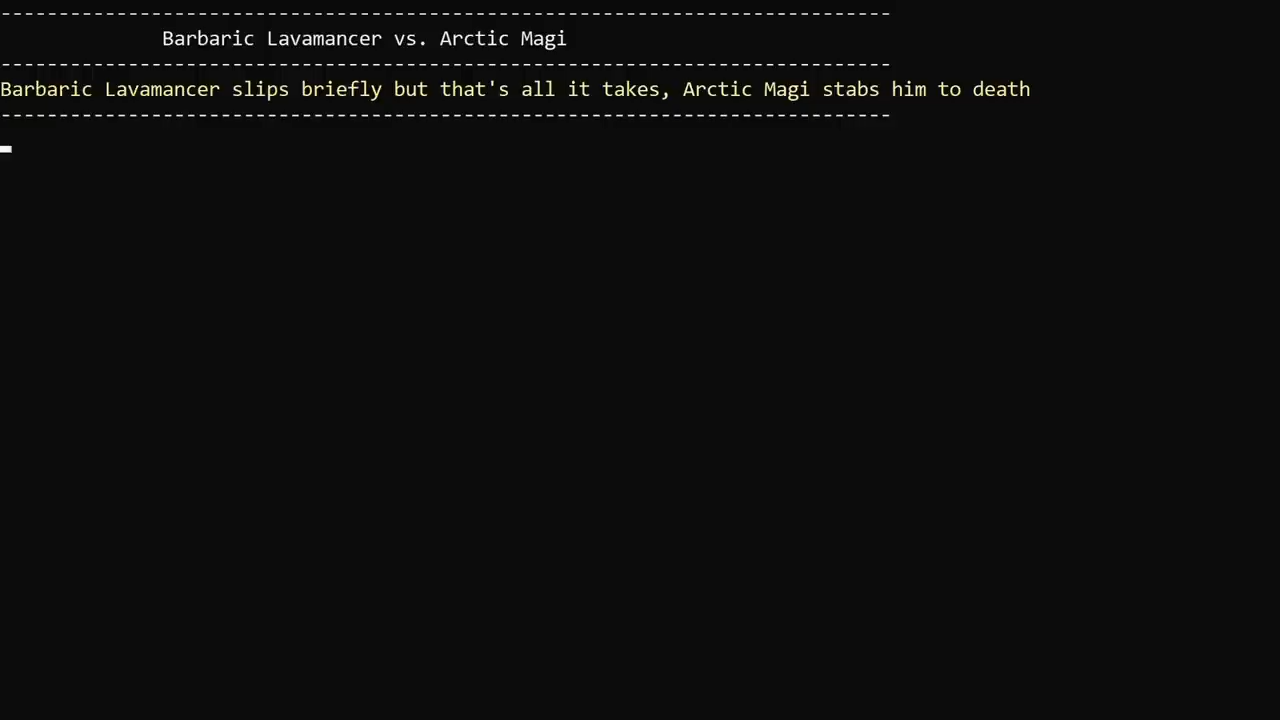 -----------------------------------------------------------------------------
Barbaric Lavamancer vs. Arctic Magi
-----------------------------------------------------------------------------
Barbaric Lavamancer slips briefly but that's all it takes, Arctic Magi stabs him to death
-----------------------------------------------------------------------------